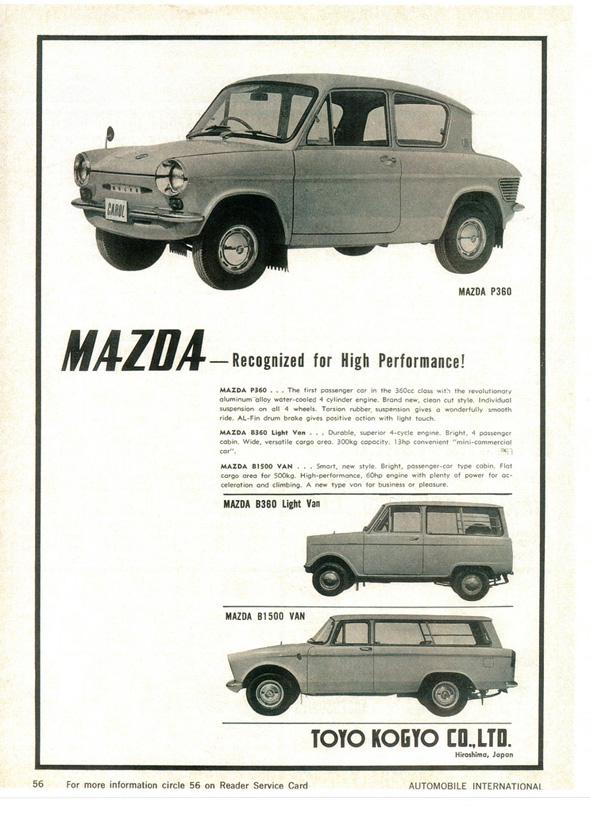 MAZDA
CAROL
MAZDA P360
MAZDA—Recognized for High Performance!
MAZDA P360 . . . The first passenger car in the 360cc class with the revolutionary
aluminum alloy water-cooled 4 cylinder engine. Brand new, clean cut style. Individual
suspension on all 4 wheels. Torsion rubber suspension gives a wonderfully smooth
ride. AL-Fin drum brake gives positive action with light touch.
MAZDA B360 Light Van . . . Durable, superior 4-cycle engine. Bright, 4 passenger
cabin. Wide, versatile cargo area. 300kg capacity. 13hp convenient "mini-commercial
car".
MAZDA B1500 VAN . . . Smart, new style. Bright, passenger-car type cabin. Flat
cargo area for 500kg. High-performance, 60hp engine with plenty of power for ac-
celeration and climbing. A new type van for business or pleasure.
MAZDA B360 Light Van
MAZDA B1500 VAN
TOYO KOGYO CO.,LTD.
Hiroshima, Japan
56 For more information circle 56 on Reader Service Card AUTOMOBILE INTERNATIONAL